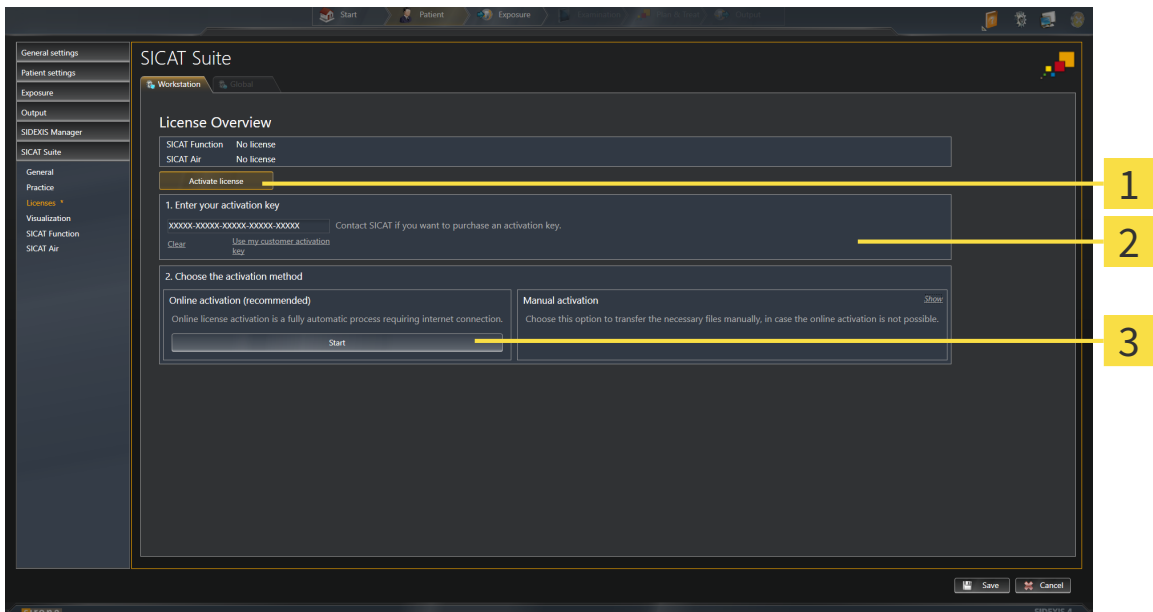 Start
Patient
Exposure
General settings
Patient settings
Exposure
Output
SIDEXIS Manager
SICAT Suite
General
Practice
Licenses *
Visualization
SICAT Function
SICAT Air
SICAT Suite
Workstation
Global
License Overview
SICAT Function No license
SICAT Air No license
Activate license
1. Enter your activation key
XXXXX-XXXXX-XXXXX-XXXXX-XXXXX Contact SICAT if you want to purchase an activation key.
Clear
Use my customer activation
key
2. Choose the activation method
Online activation (recommended)
Online license activation is a fully automatic process requiring internet connection.
Start
Manual activation
Show
Choose this option to transfer the necessary files manually, in case the online activation is not possible.
1
2
3
Save
Cancel